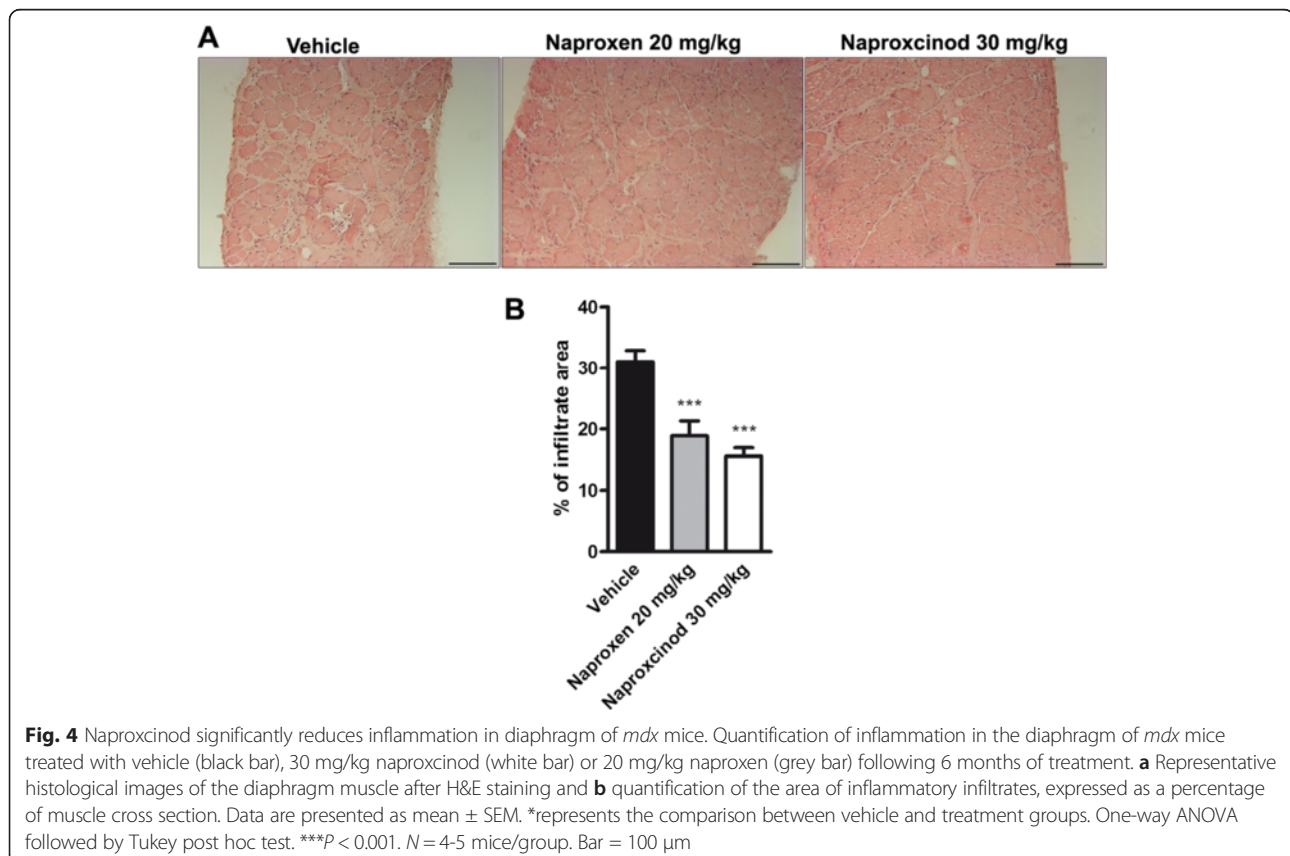 A
Vehicle Naproxen 20 mg/kg Naproxcinod 30 mg/kg
B
% of infiltrate area
40
30
20
10
0
***
***
Vehicle
Naproxen 20 mg/kg
Naproxcinod 30 mg/kg
Fig. 4 Naproxcinod significantly reduces inflammation in diaphragm of mdx mice. Quantification of inflammation in the diaphragm of mdx mice
treated with vehicle (black bar), 30 mg/kg naproxcinod (white bar) or 20 mg/kg naproxen (grey bar) following 6 months of treatment. a Representative
histological images of the diaphragm muscle after H&E staining and b quantification of the area of inflammatory infiltrates, expressed as a percentage
of muscle cross section. Data are presented as mean ± SEM. *represents the comparison between vehicle and treatment groups. One-way ANOVA
followed by Tukey post hoc test. ***P < 0.001. N = 4-5 mice/group. Bar = 100 μm